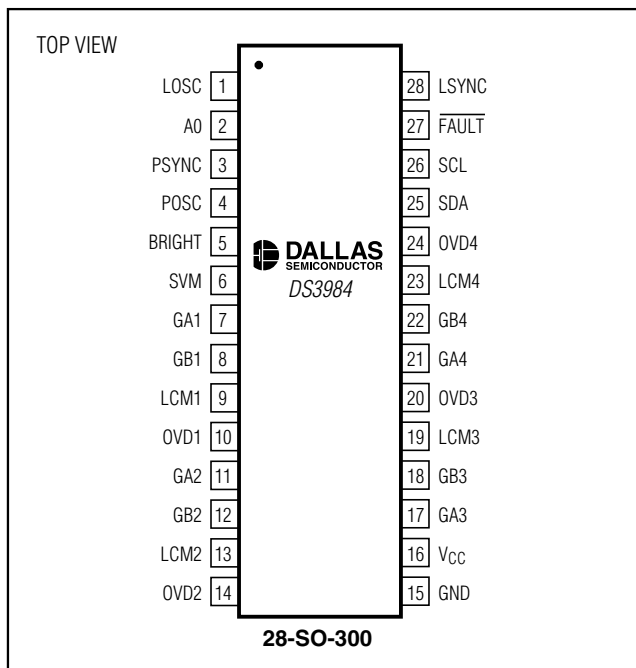 TOP VIEW
LOSC 1
A0 2
PSYNC 3
POSC 4
BRIGHT 5
SVM 6
GA1 7
GB1 8
LCM1 9
OVD1 10
GA2 11
GB2 12
LCM2 13
OVD2 14
DALLAS
SEMICONDUCTOR
DS3984
28 LSYNC
27 FAULT
26 SCL
25 SDA
24 OVD4
23 LCM4
22 GB4
21 GA4
20 OVD3
19 LCM3
18 GB3
17 GA3
16 VCC
15 GND
28-SO-300